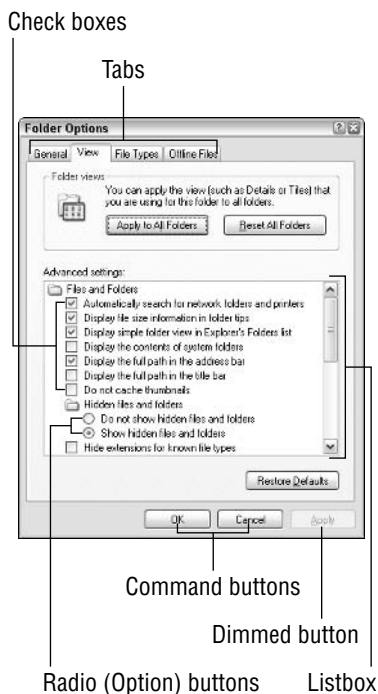 Check boxes
Tabs
Folder Options
General View File Types Offline Files
Folder views
You can apply the view (such as Details or Tiles) that
you are using for this folder to all folders.
Apply to All Folders Reset All Folders
Advanced settings:
Files and Folders
Automatically search for network folders and printers
Display file size information in folder tips
Display simple folder view in Explorer's Folders list
Display the contents of system folders
Display the full path in the address bar
Display the full path in the title bar
Do not cache thumbnails
Hidden files and folders
Do not show hidden files and folders
Show hidden files and folders
Hide extensions for known file types
Restore Defaults
OK Cancel Apply
Command buttons
Dimmed button
Radio (Option) buttons Listbox